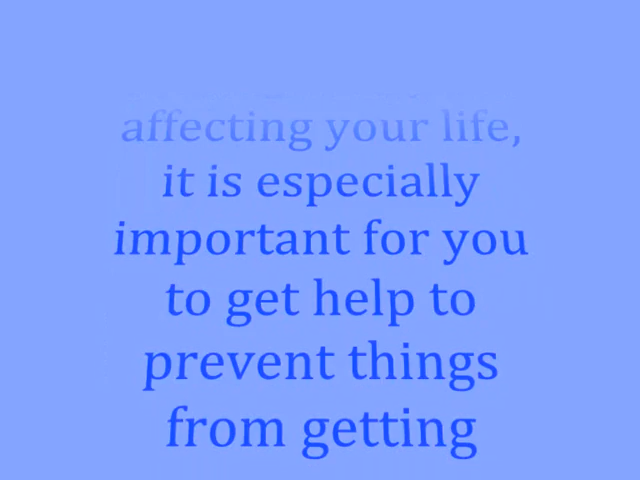 affecting your life,
it is especially
important for you
to get help to
prevent things
from getting